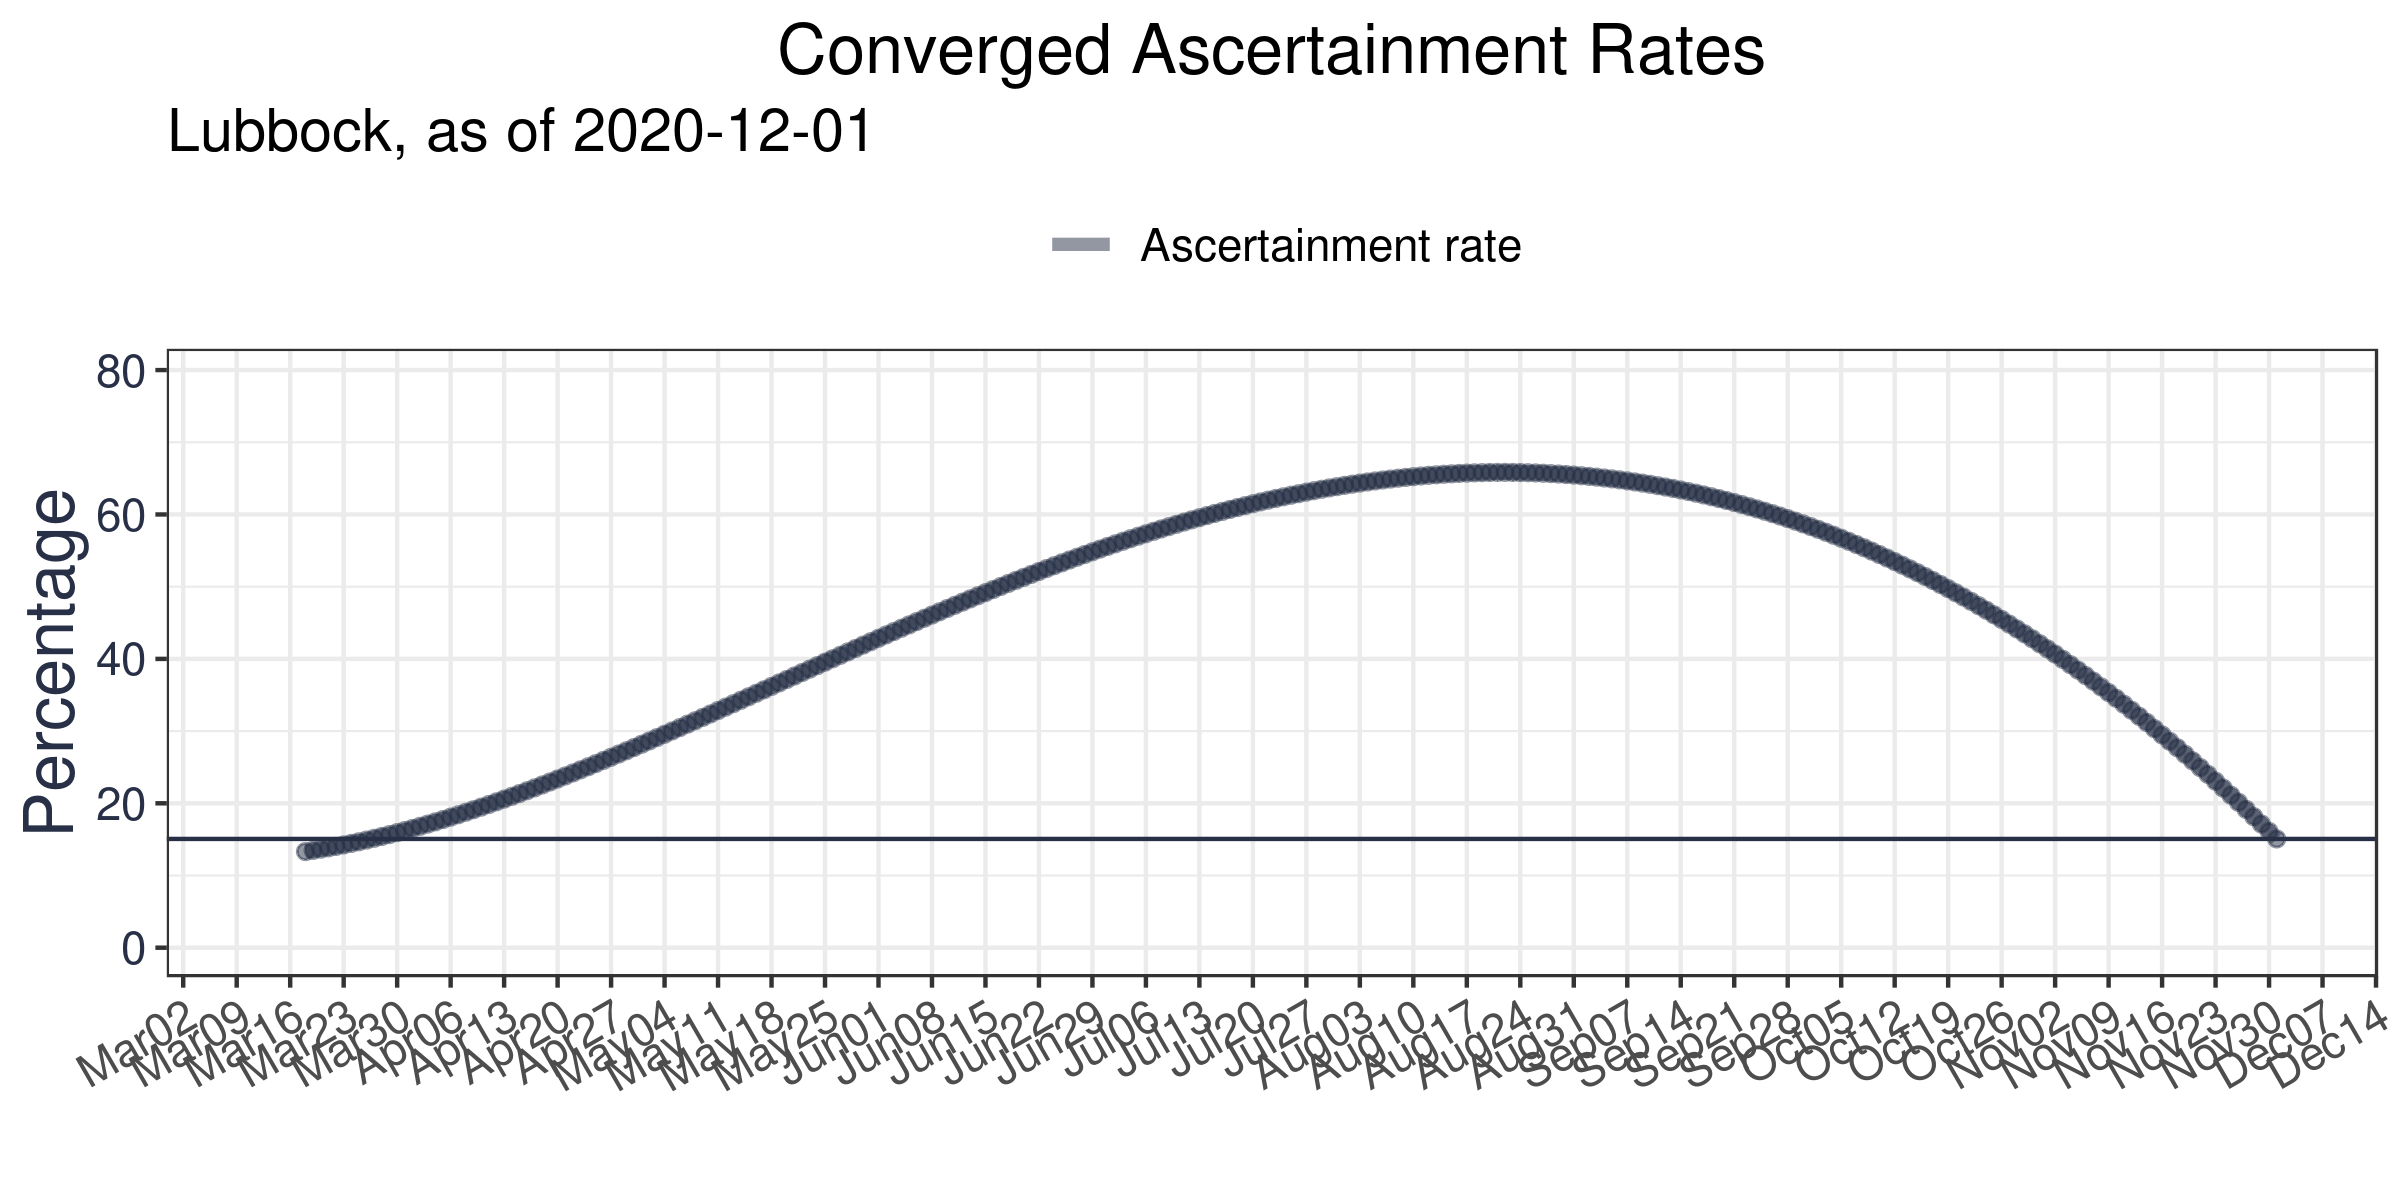 Converged Ascertainment Rates
Lubbock, as of 2020-12-01
Ascertainment rate
Percentage
80
60
40
20
0
Mar02
Mar09
Mar16
Mar23
Mar30
Apr06
Apr13
Apr20
Apr27
May04
May11
May18
May25
Jun01
Jun08
Jun15
Jun22
Jun29
Jul06
Jul13
Jul20
Jul27
Aug03
Aug10
Aug17
Aug24
Aug31
Sep07
Sep14
Sep21
Sep28
Oct05
Oct12
Oct19
Oct26
Nov02
Nov09
Nov16
Nov23
Nov30
Dec07
Dec14